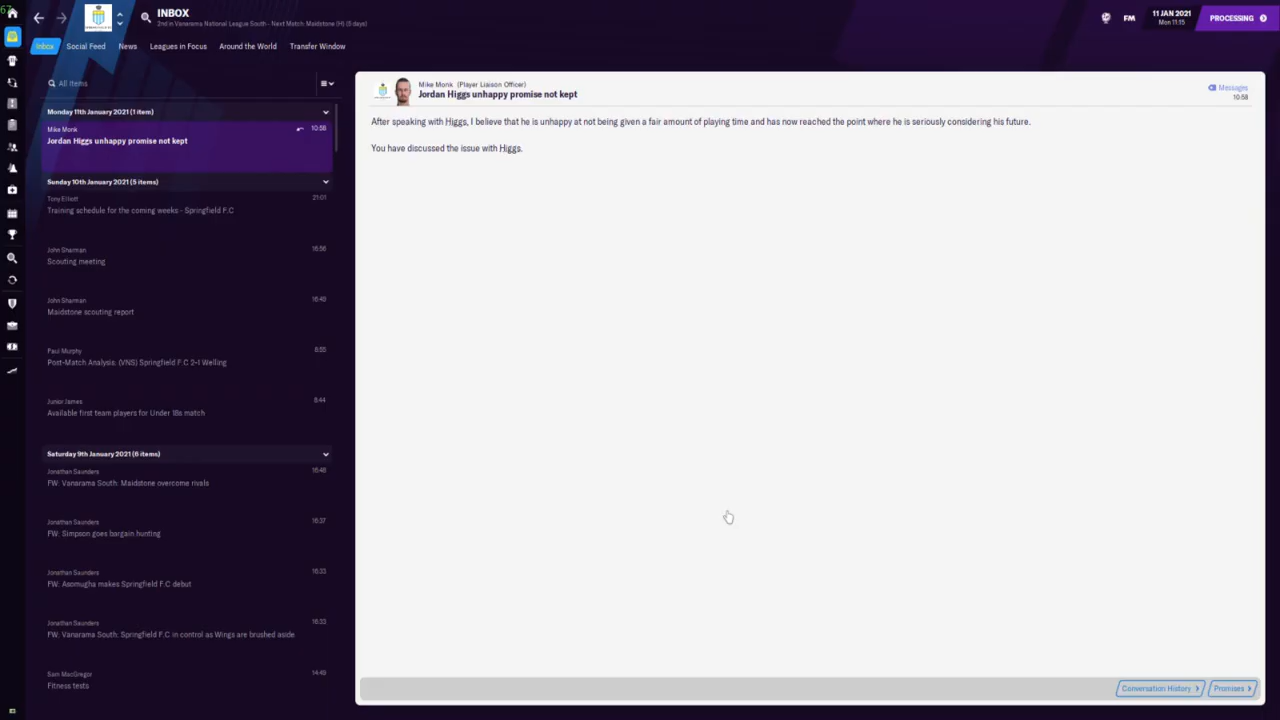 INBOX
2nd in Vanarama National League South - Next Match: Maidstone (H) (5 days)
FM
11 JAN 2021
Mon 11:15
PROCESSING
Inbox
Social Feed
News
Leagues in Focus
Around the World
Transfer Window
All Items
Monday 11th January 2021 (1 item)
Mike Monk
10:58
Jordan Higgs unhappy promise not kept
Sunday 10th January 2021 (5 items)
Tony Elliott
21:01
Training schedule for the coming weeks - Springfield F.C
John Sharman
16:56
Scouting meeting
John Sharman
16:49
Maidstone scouting report
Paul Murphy
8:55
Post-Match Analysis: (VNS) Springfield F.C 2-1 Welling
Junior James
8:44
Available first team players for Under 18s match
Saturday 9th January 2021 (6 items)
Jonathan Saunders
16:48
FW: Vanarama South: Maidstone overcome rivals
Jonathan Saunders
16:37
FW: Simpson goes bargain hunting
Jonathan Saunders
16:33
FW: Asomugha makes Springfield F.C debut
Jonathan Saunders
16:33
FW: Vanarama South: Springfield F.C in control as Wings are brushed aside
Sam MacGregor
14:49
Fitness tests
Mike Monk (Player Liaison Officer)
Jordan Higgs unhappy promise not kept
Messages
10:58
After speaking with Higgs, I believe that he is unhappy at not being given a fair amount of playing time and has now reached the point where he is seriously considering his future.
You have discussed the issue with Higgs.
Conversation History
Promises